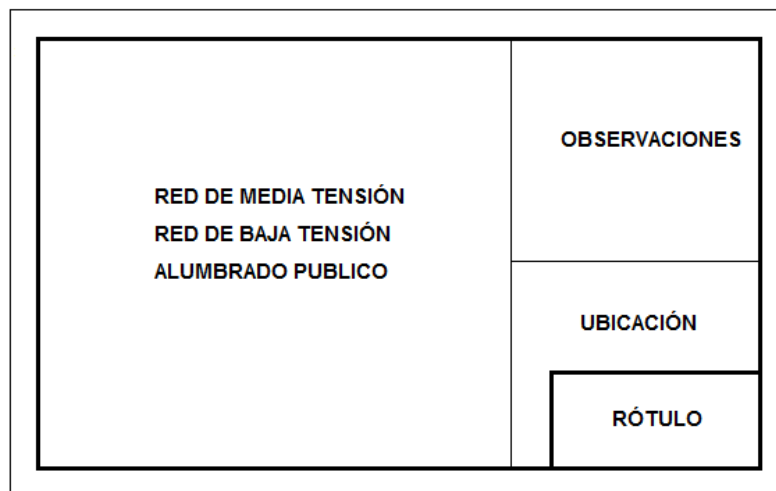 OBSERVACIONES
RED DE MEDIA TENSIÓN
RED DE BAJA TENSIÓN
ALUMBRADO PUBLICO
UBICACIÓN
RÓTULO